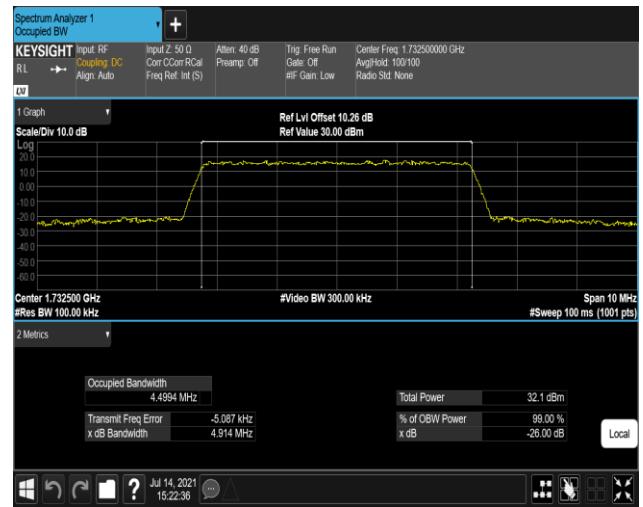 Spectrum Analyzer 1
Occupied BW
+
KEYSIGHT
RL
Input: RF
Coupling: DC
Align: Auto
Input Z: 50 Ω
Corr CCorr RCal
Freq Ref: Int (S)
Atten: 40 dB
Preamp: Off
Trig: Free Run
Gate: Off
#IF Gain: Low
Center Freq: 1.732500000 GHz
Avg|Hold: 100/100
Radio Std: None
1 Graph
Scale/Div 10.0 dB
Ref Lvl Offset 10.26 dB
Ref Value 30.00 dBm
Log
20.0
10.0
0.00
-10.0
-20.0
-30.0
-40.0
-50.0
-60.0
Center 1.732500 GHz
#Video BW 300.00 kHz
Span 10 MHz
#Res BW 100.00 kHz
#Sweep 100 ms (1001 pts)
2 Metrics
Occupied Bandwidth
4.4994 MHz
Total Power 32.1 dBm
Transmit Freq Error -5.087 kHz
% of OBW Power 99.00 %
x dB Bandwidth 4.914 MHz
x dB -26.00 dB
Local
?
Jul 14, 2021
15:22:36